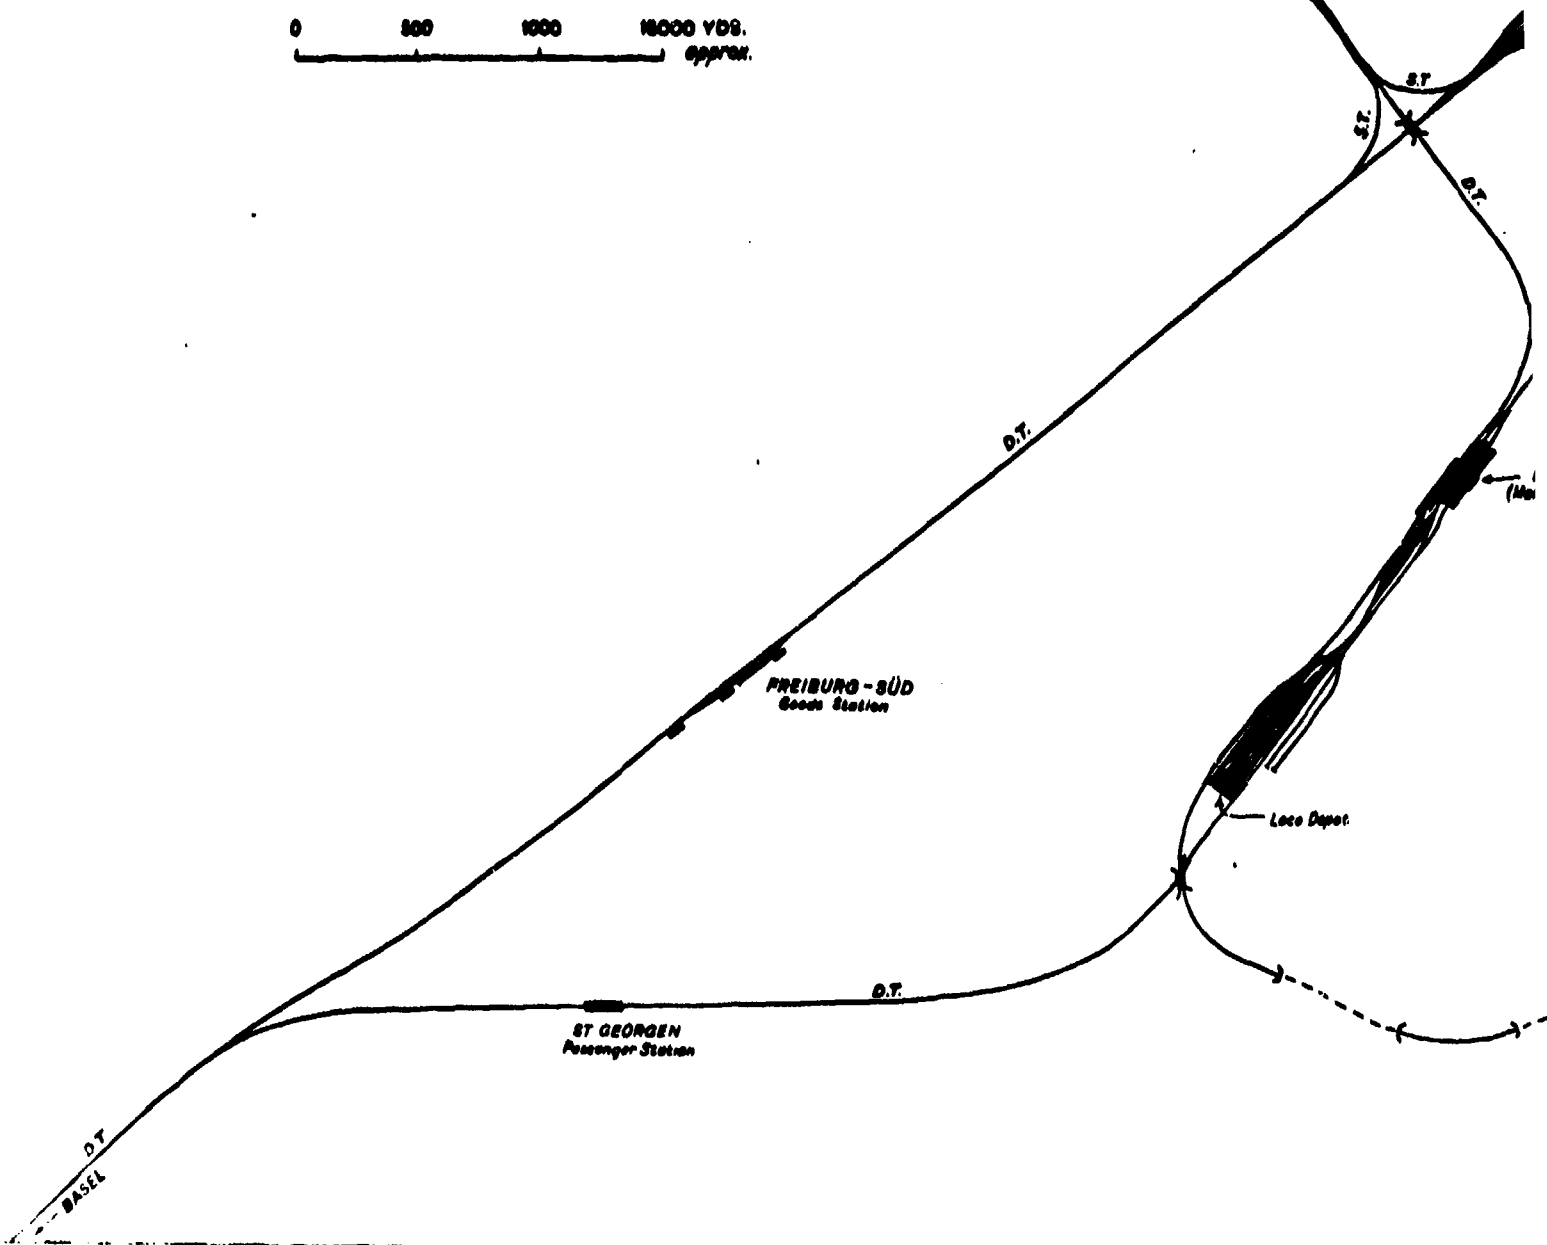 0 500 1000 15000 YDS.
approx.
S.T
S.T.
D.T.
D.T.
FREIBURG-SÜD
Goods Station
Loco Depot
D.T.
ST GEORGEN
Passenger Station
D T
BASEL